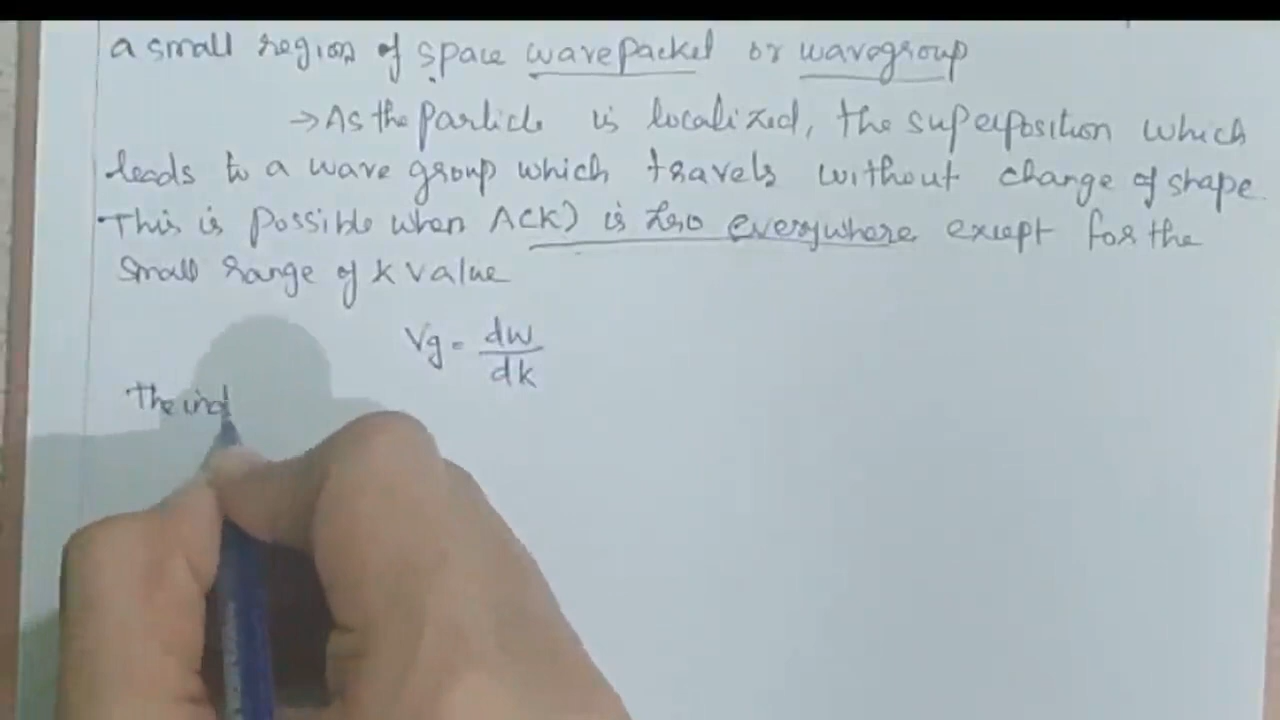 a small region of space wavepacket or wavegroup
→ As the particle is localized, the superposition which
leads to a wave group which travels without change of shape
This is possible when A(K) is zero everywhere except for the
small range of k value
Vg = dw/dk
The ind